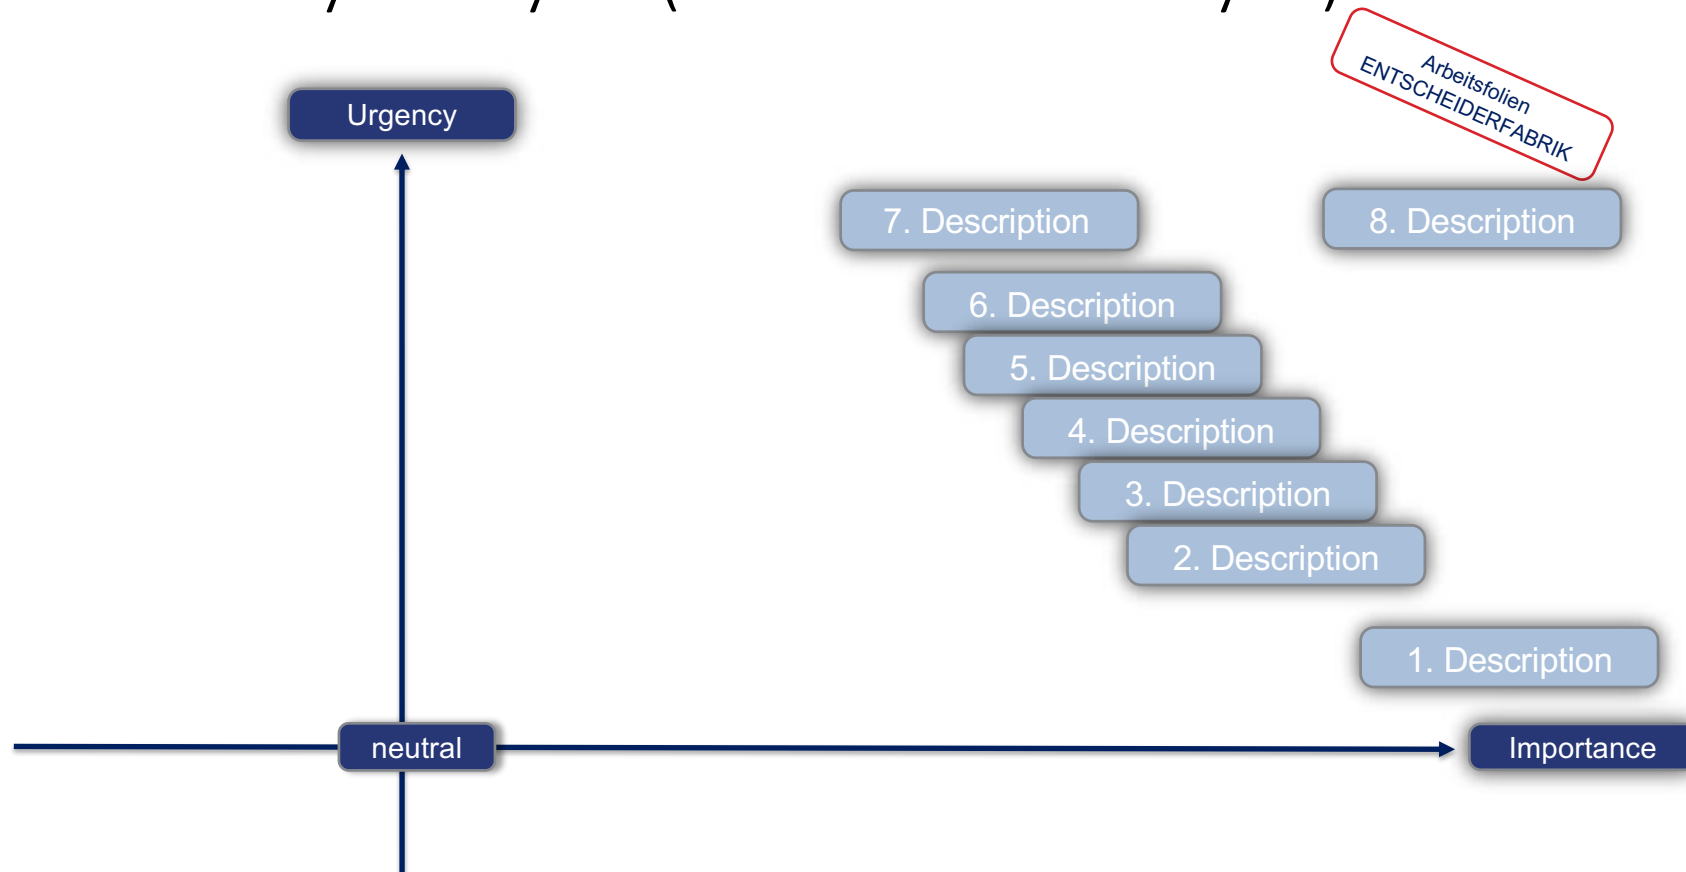 Arbeitsfolien
ENTSCHEIDERFABRIK
Urgency
7. Description
8. Description
6. Description
5. Description
4. Description
3. Description
2. Description
1. Description
neutral
Importance